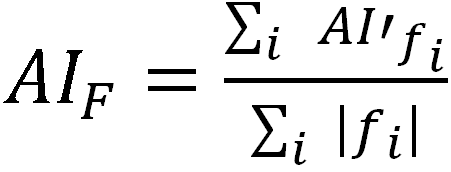 AI_F = \frac{\sum_i AI'_{f_i}}{\sum_i |f_i|}